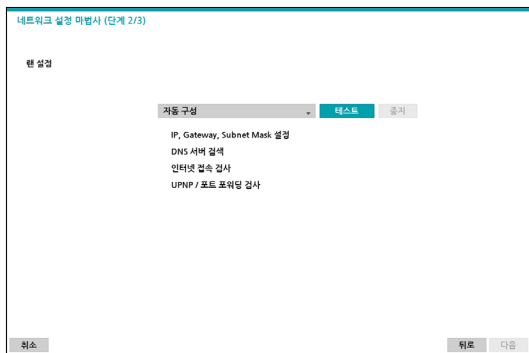 네트워크 설정 마법사 (단계 2/3)
랜 설정
자동 구성 테스트 중지
IP, Gateway, Subnet Mask 설정
DNS 서버 검색
인터넷 접속 검사
UPNP / 포트 포워딩 검사
취소 뒤로 다음